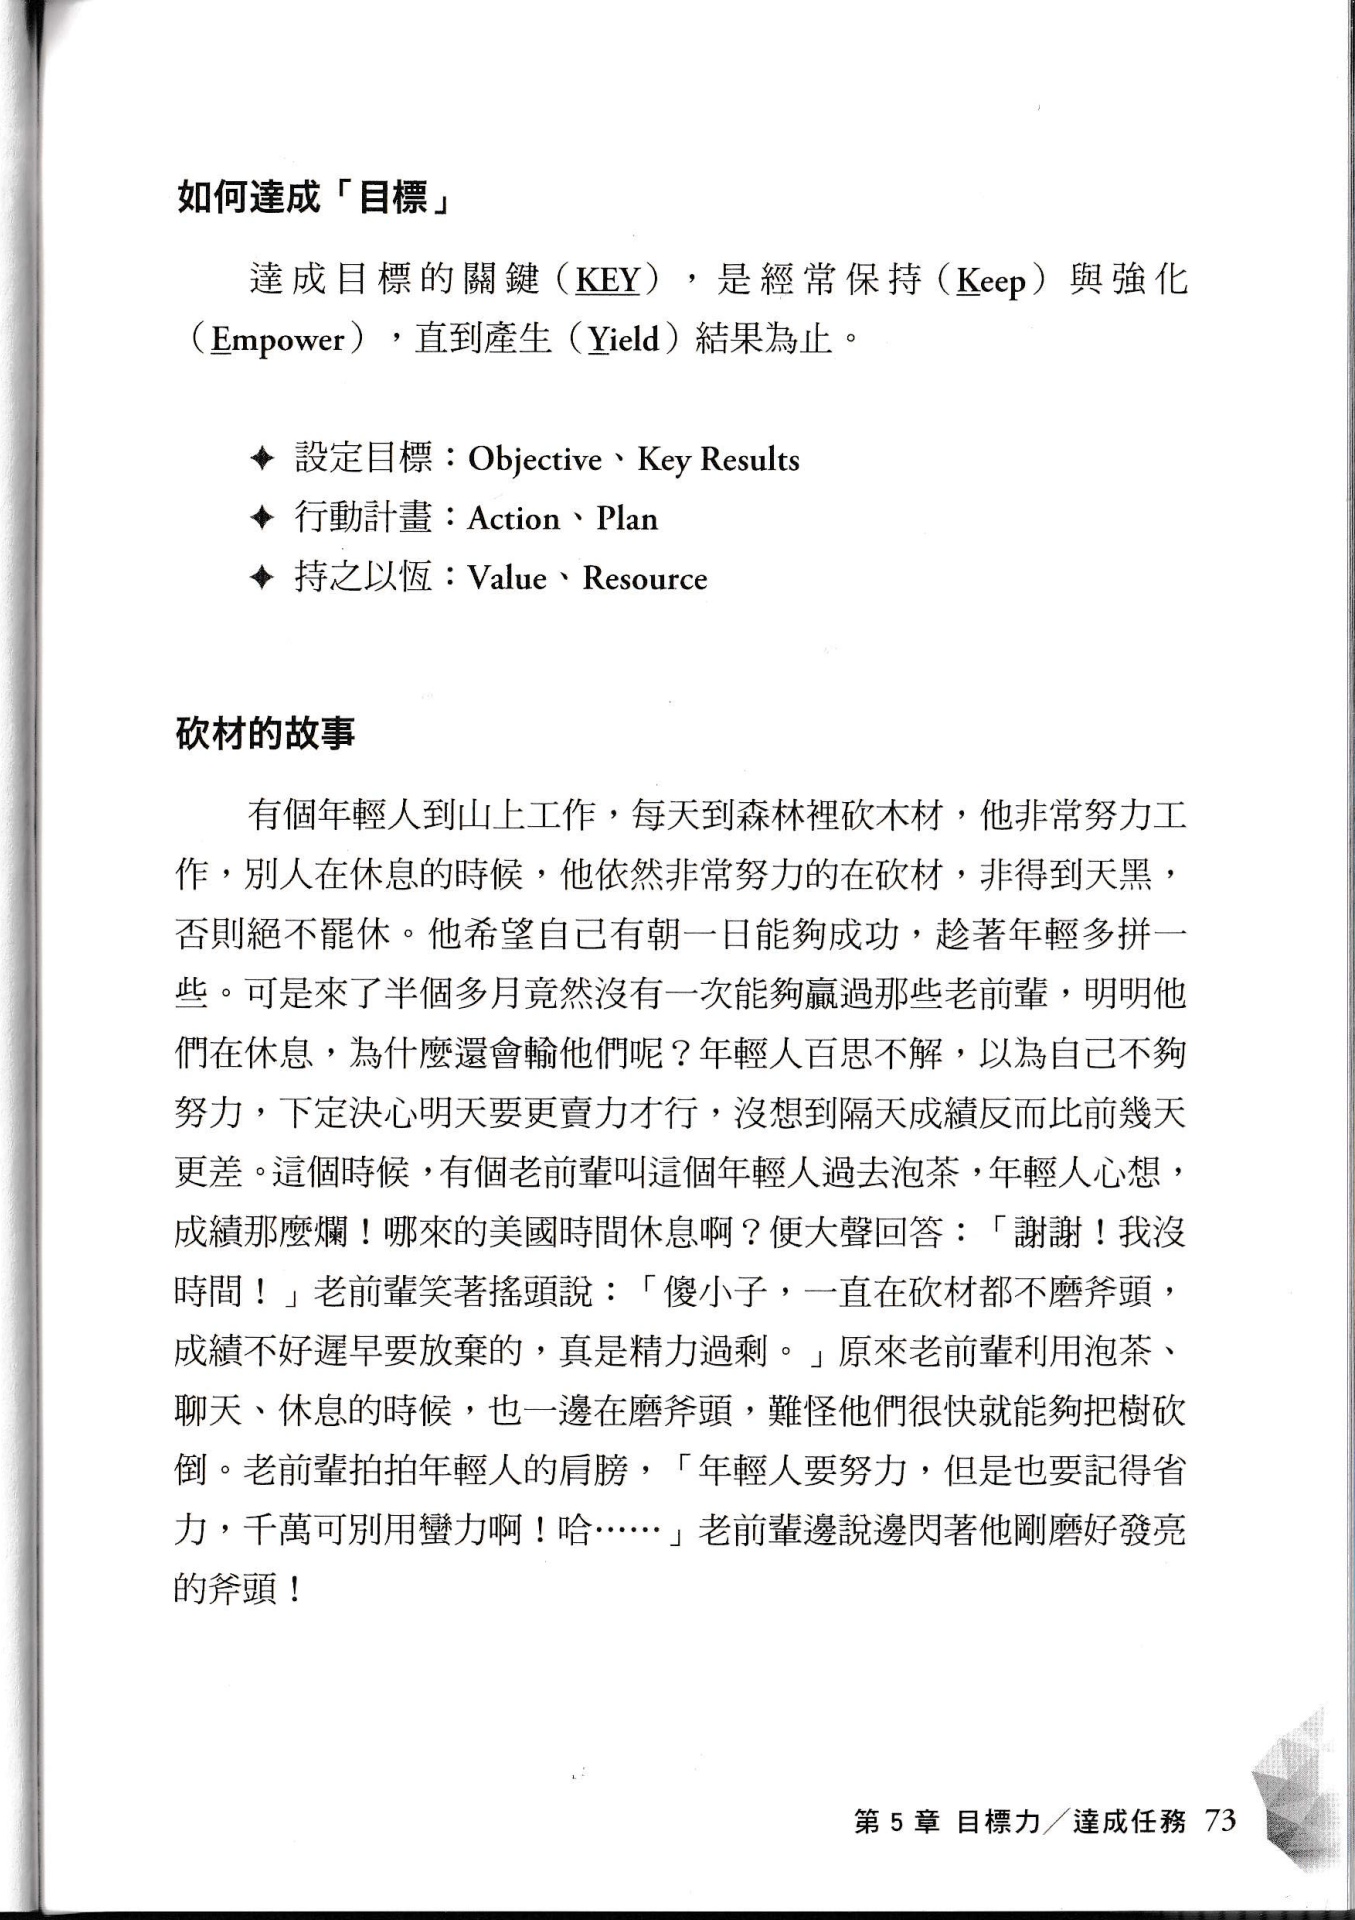 如何達成「目標」
達成目標的關鍵（KEY），是經常保持（Keep）與強化
（Empower），直到產生（Yield）結果為止。
✦ 設定目標：Objective、Key Results
✦ 行動計畫：Action、Plan
✦ 持之以恆：Value、Resource
砍材的故事
有個年輕人到山上工作，每天到森林裡砍木材，他非常努力工
作，別人在休息的時候，他依然非常努力的在砍材，非得到天黑，
否則絕不罷休。他希望自己有朝一日能夠成功，趁著年輕多拼一
些。可是來了半個多月竟然沒有一次能夠贏過那些老前輩，明明他
們在休息，為什麼還會輸他們呢？年輕人百思不解，以為自己不夠
努力，下定決心明天要更賣力才行，沒想到隔天成績反而比前幾天
更差。這個時候，有個老前輩叫這個年輕人過去泡茶，年輕人心想，
成績那麼爛！哪來的美國時間休息啊？便大聲回答：「謝謝！我沒
時間！」老前輩笑著搖頭說：「傻小子，一直在砍材都不磨斧頭，
成績不好遲早要放棄的，真是精力過剩。」原來老前輩利用泡茶、
聊天、休息的時候，也一邊在磨斧頭，難怪他們很快就能夠把樹砍
倒。老前輩拍拍年輕人的肩膀，「年輕人要努力，但是也要記得省
力，千萬可別用蠻力啊！哈……」老前輩邊說邊閃著他剛磨好發亮
的斧頭！
第 5 章 目標力／達成任務 73